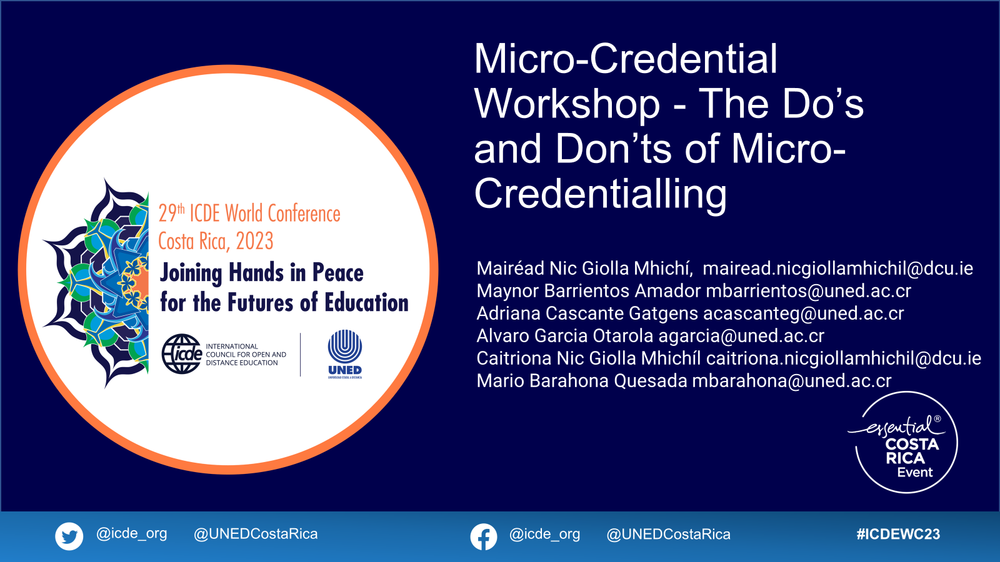 Micro-Credential
Workshop - The Do’s
and Don’ts of Micro-
Credentialling
29th ICDE World Conference
Costa Rica, 2023
Joining Hands in Peace
for the Futures of Education
icde
INTERNATIONAL
COUNCIL FOR OPEN AND
DISTANCE EDUCATION
UNED
UNIVERSIDAD ESTATAL A DISTANCIA
Mairéad Nic Giolla Mhichí,  mairead.nicgiollamhichil@dcu.ie
Maynor Barrientos Amador mbarrientos@uned.ac.cr
Adriana Cascante Gatgens acascanteg@uned.ac.cr
Alvaro Garcia Otarola agarcia@uned.ac.cr
Caitriona Nic Giolla Mhichíl caitriona.nicgiollamhichil@dcu.ie
Mario Barahona Quesada mbarahona@uned.ac.cr
essential®
COSTA
RICA
Event
@icde_org @UNEDCostaRica @icde_org @UNEDCostaRica #ICDEWC23